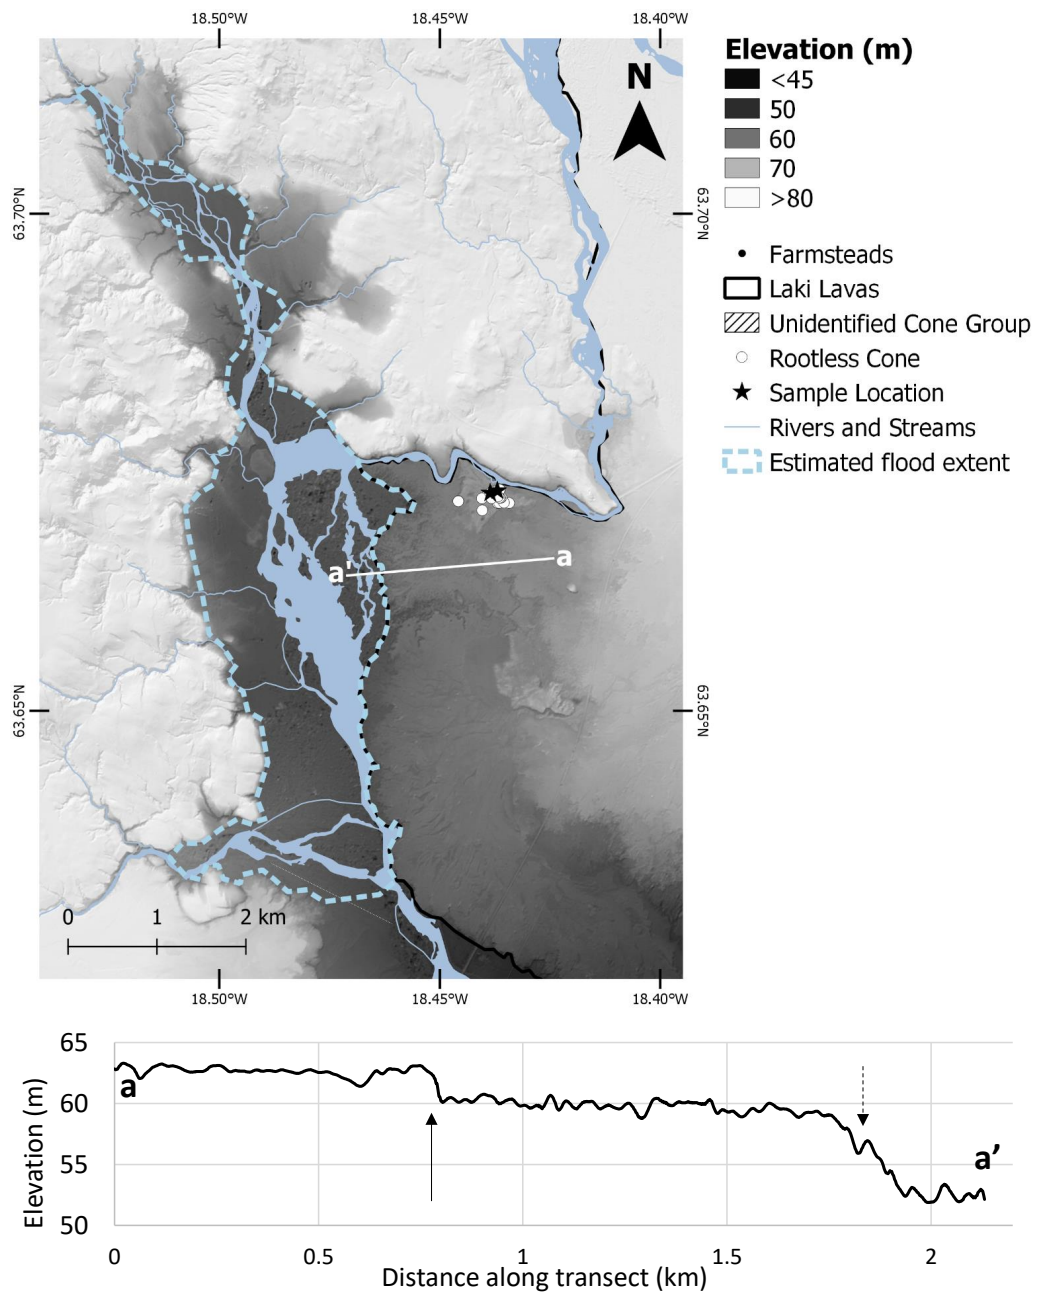 18.50°W 18.45°W 18.40°W
N
63.70°N 63.70°N
a' a
63.65°N 63.65°N
0 1 2 km
18.50°W 18.45°W 18.40°W
Elevation (m)
<45
50
60
70
>80
Farmsteads
Laki Lavas
Unidentified Cone Group
Rootless Cone
Sample Location
Rivers and Streams
Estimated flood extent
Elevation (m)
65
60
55
50
a
a’
0 0.5 1 1.5 2
Distance along transect (km)